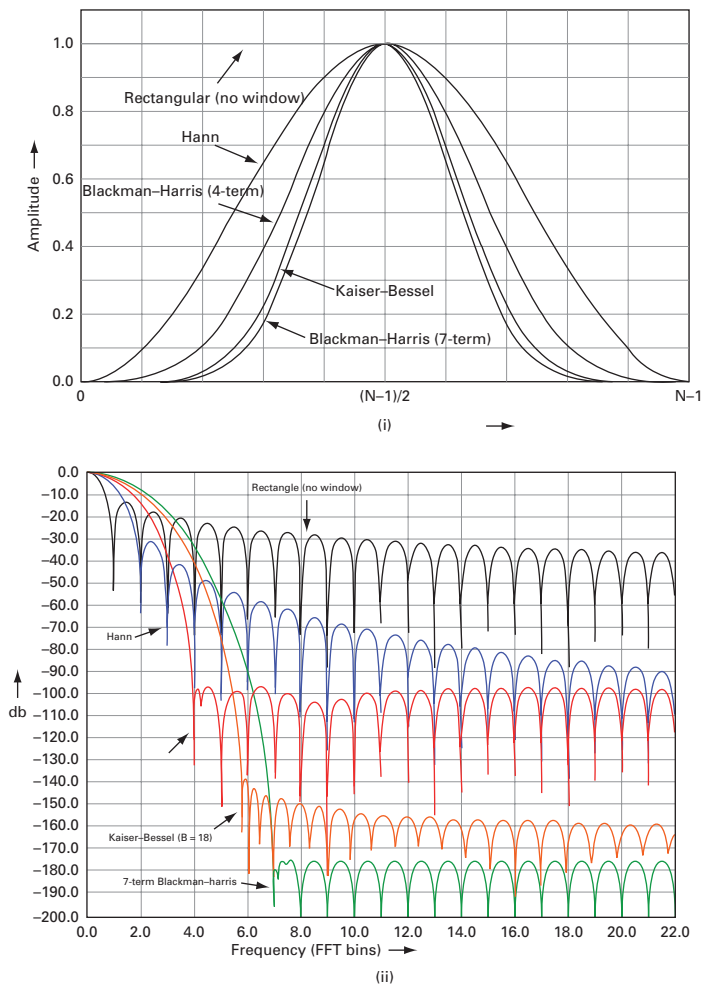 1.0
Rectangular (no window)
0.8
Hann
Amplitude
0.6
Blackman–Harris (4-term)
0.4
Kaiser–Bessel
0.2
Blackman–Harris (7-term)
0.0
0
(N–1)/2
N–1
(i)
0.0
Rectangle (no window)
–10.0
–20.0
–30.0
–40.0
–50.0
–60.0
–70.0
Hann
–80.0
–90.0
–100.0
db
–110.0
–120.0
–130.0
–140.0
–150.0
–160.0
Kaiser–Bessel (B = 18)
–170.0
–180.0
7-term Blackman–harris
–190.0
–200.0
0.0 2.0 4.0 6.0 8.0 10.0 12.0 14.0 16.0 18.0 20.0 22.0
Frequency (FFT bins)
(ii)